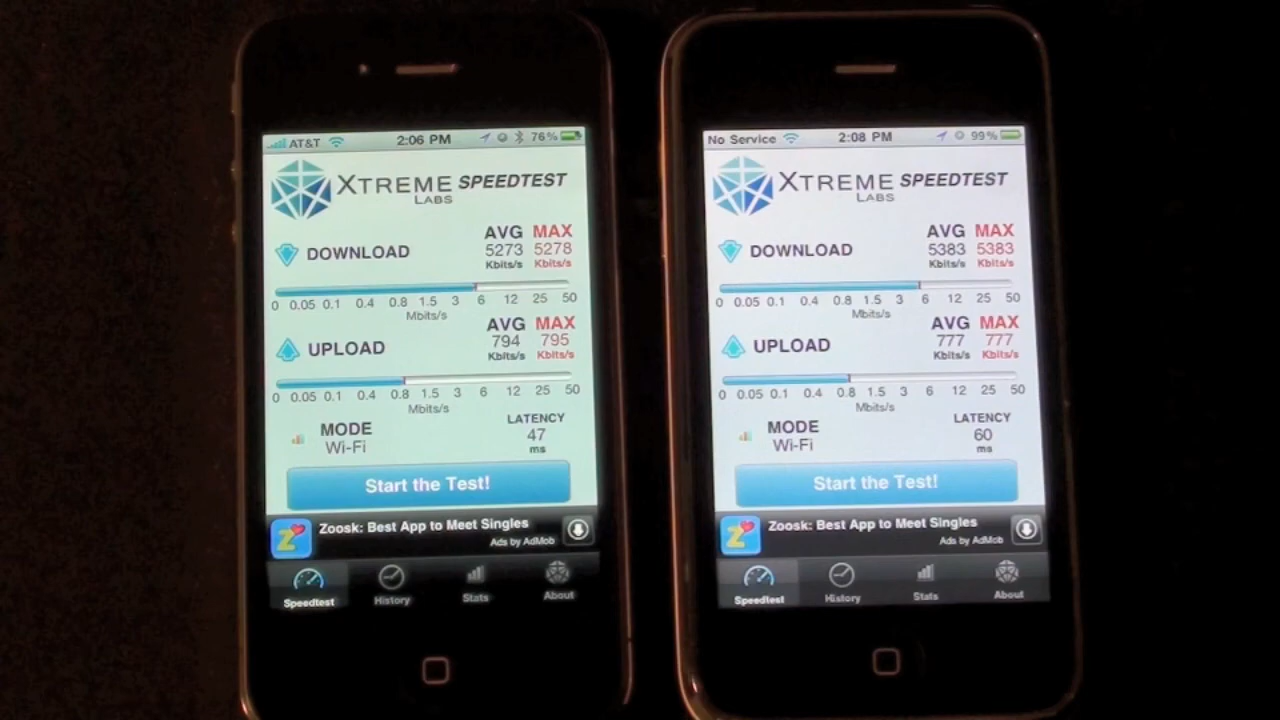 AT&T 2:06 PM 76%
XTREME SPEEDTEST
LABS
DOWNLOAD
AVG MAX
5273 5278
Kbits/s Kbits/s
0 0.05 0.1 0.4 0.8 1.5 3 6 12 25 50
Mbits/s
UPLOAD
AVG MAX
794 795
Kbits/s Kbits/s
0 0.05 0.1 0.4 0.8 1.5 3 6 12 25 50
Mbits/s
MODE
Wi-Fi
LATENCY
47
ms
Start the Test!
Z
Zoosk: Best App to Meet Singles
Ads by AdMob
Speedtest History Stats About
No Service 2:08 PM 99%
XTREME SPEEDTEST
LABS
DOWNLOAD
AVG MAX
5383 5383
Kbits/s Kbits/s
0 0.05 0.1 0.4 0.8 1.5 3 6 12 25 50
Mbits/s
UPLOAD
AVG MAX
777 777
Kbits/s Kbits/s
0 0.05 0.1 0.4 0.8 1.5 3 6 12 25 50
Mbits/s
MODE
Wi-Fi
LATENCY
60
ms
Start the Test!
Z
Zoosk: Best App to Meet Singles
Ads by AdMob
Speedtest History Stats About